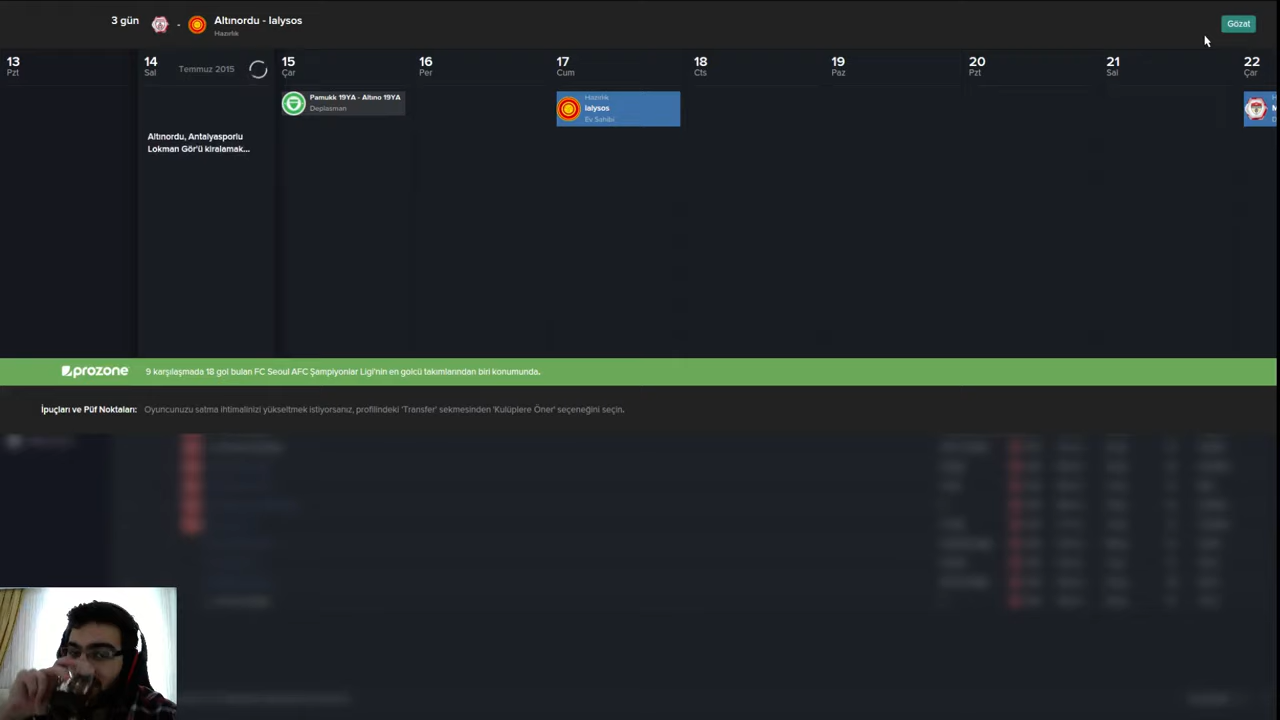 3 gün
-
Altınordu - Ialysos
Hazırlık
Gözat
13
Pzt
14
Sal
Temmuz 2015
15
Çar
16
Per
17
Cum
18
Cts
19
Paz
20
Pzt
21
Sal
22
Çar
Pamukk 19YA - Altıno 19YA
Deplasman
Hazırlık
Ialysos
Ev Sahibi
Altınordu, Antalyasporlu
Lokman Gör'ü kiralamak...
prozone
9 karşılaşmada 18 gol bulan FC Seoul AFC Şampiyonlar Ligi'nin en golcü takımlarından biri konumunda.
İpuçları ve Püf Noktaları: Oyuncunuzu satma ihtimalinizi yükseltmek istiyorsanız, profilindeki 'Transfer' sekmesinden 'Kulüplere Öner' seçeneğini seçin.